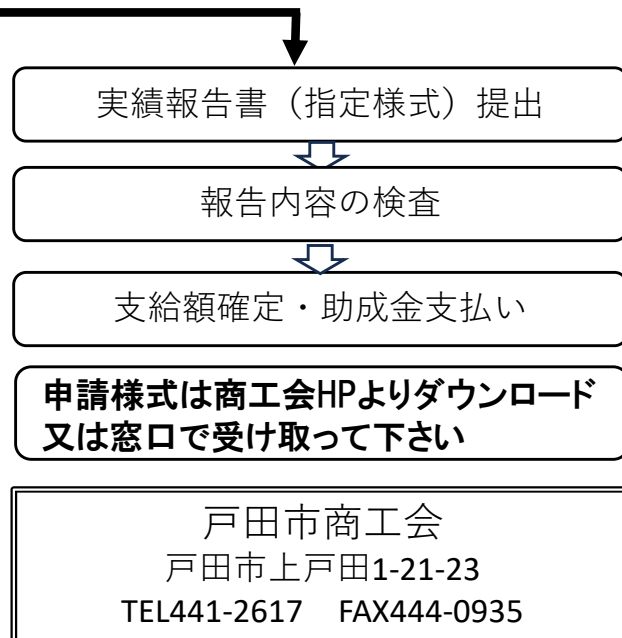 実績報告書（指定様式）提出
報告内容の検査
支給額確定・助成金支払い
申請様式は商工会HPよりダウンロード
又は窓口で受け取って下さい
戸田市商工会
戸田市上戸田1-21-23
TEL441-2617　FAX444-0935